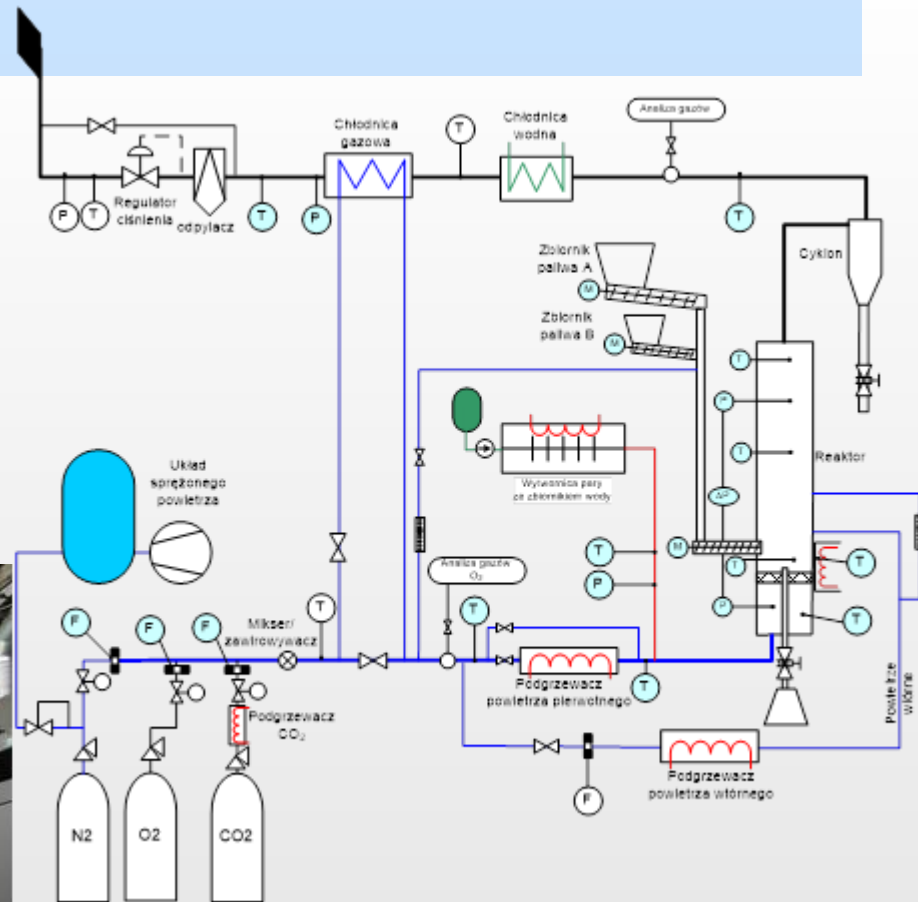 Analiza gazów
Chłodnica
gazowa
Chłodnica
wodna
T
P
T
Regulator
ciśnienia
odpylacz
T
P
T
Cyklon
Zbiornik
paliwa A
M
Zbiornik
paliwa B
M
T
P
T
Reaktor
ΔP
Układ
sprężonego
powietrza
Wytwornica pary
ze zbiornikiem wody
M
T
P
T
T
P
T
Analiza gazów
O₂
F
F
F
Mikser/
zawirowywacz
T
T
Podgrzewacz
powietrza pierwotnego
T
Powietrze
wtórne
Podgrzewacz
CO₂
Podgrzewacz
powietrza wtórnego
F
N2
O2
CO2